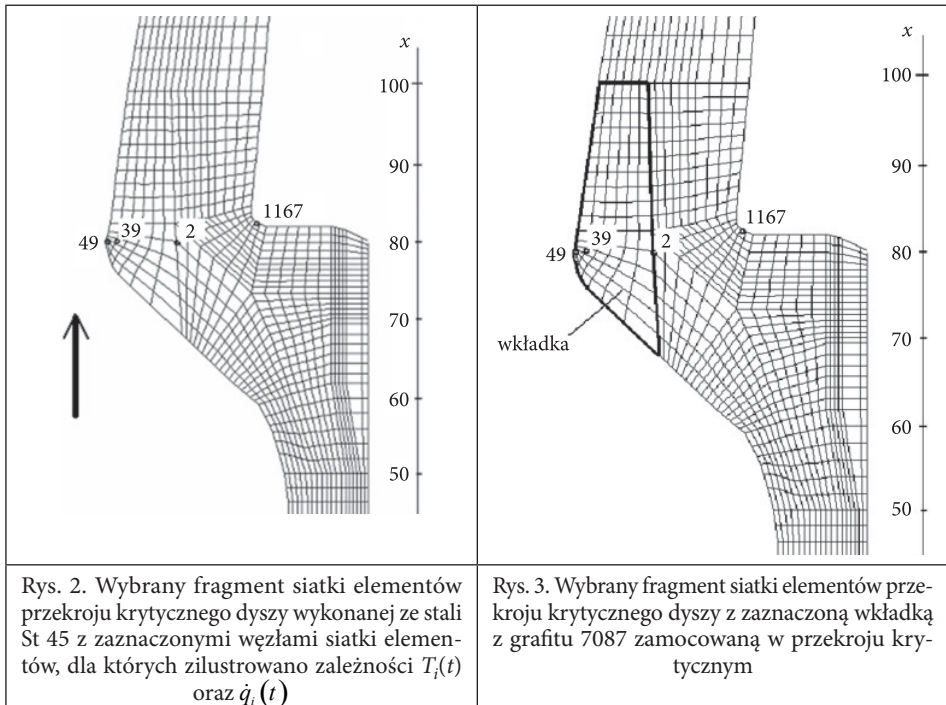 x
100
90
1167
39
2
49
80
70
60
50
Rys. 2. Wybrany fragment siatki elementów
przekroju krytycznego dyszy wykonanej ze stali
St 45 z zaznaczonymi węzłami siatki elemen-
tów, dla których zilustrowano zależności Tᵢ(t)
oraz q̇ᵢ(t)
x
100
90
1167
39
2
49
80
70
wkładka
60
50
Rys. 3. Wybrany fragment siatki elementów prze-
kroju krytycznego dyszy z zaznaczoną wkładką
z grafitu 7087 zamocowaną w przekroju kry-
tycznym